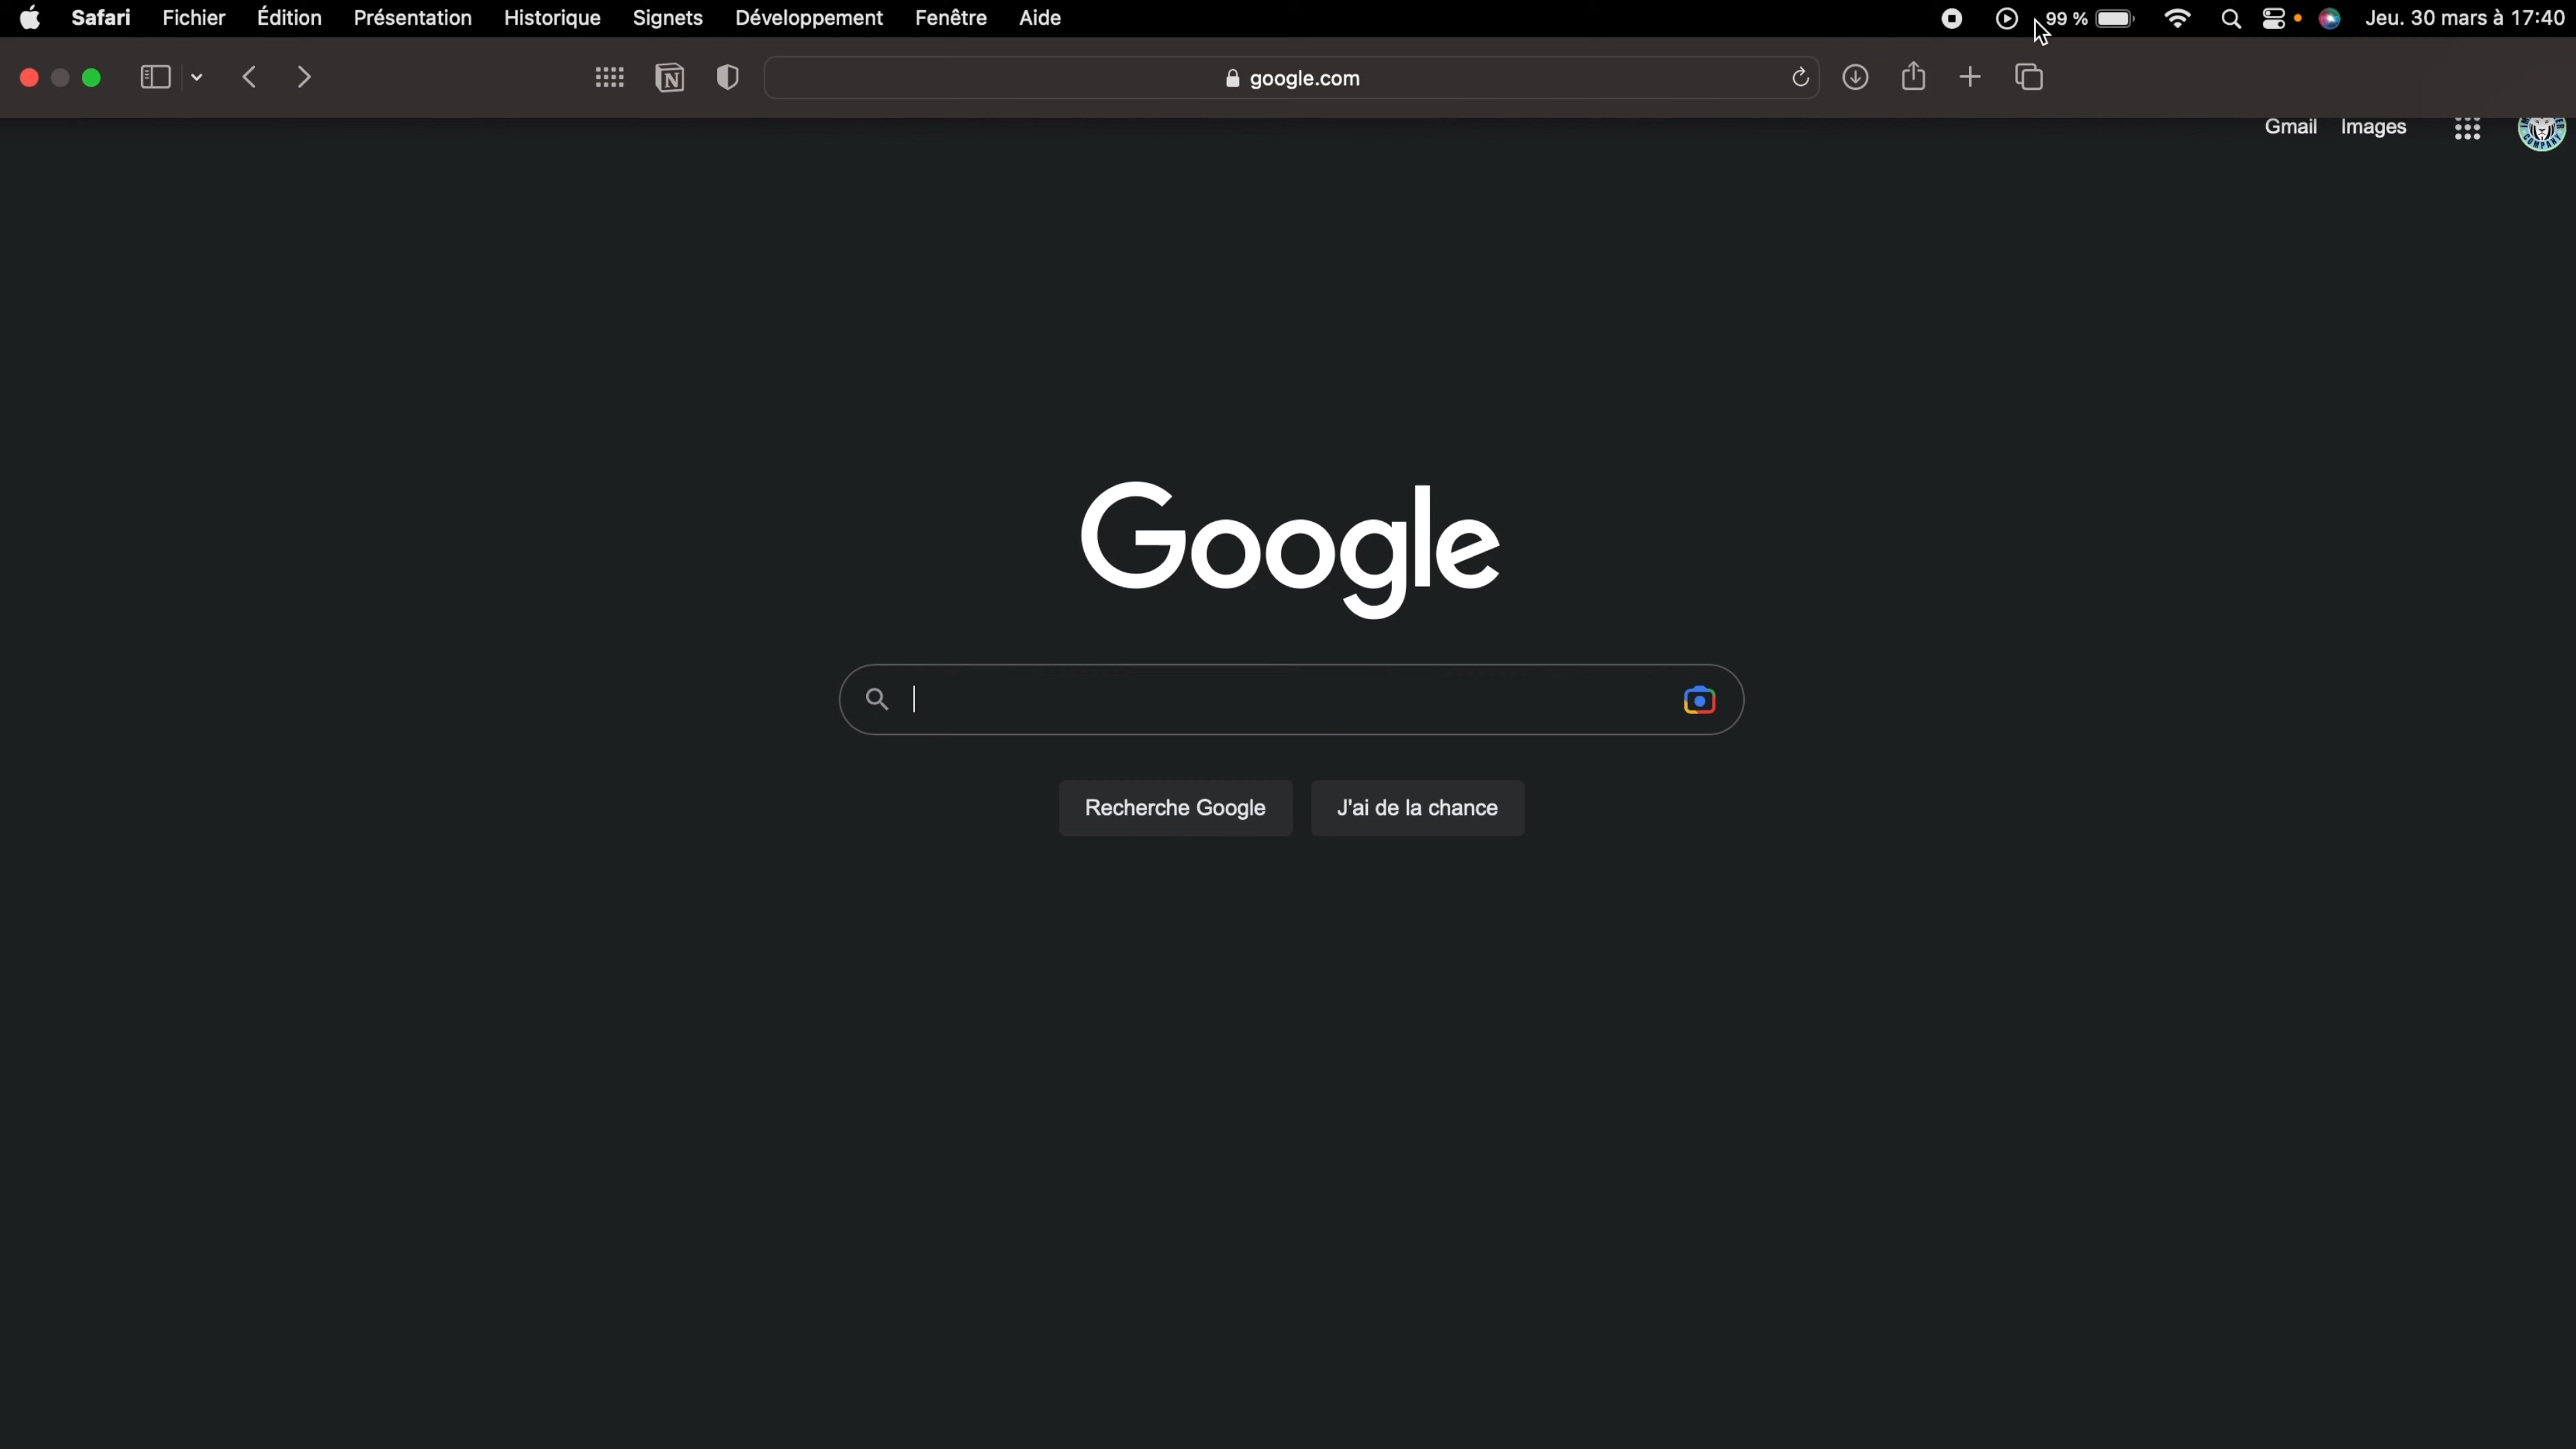 Safari Fichier Édition Présentation Historique Signets Développement Fenêtre Aide 99 % Jeu. 30 mars à 17:40
google.com
Gmail Images
COMPANY
Google
Recherche Google J'ai de la chance